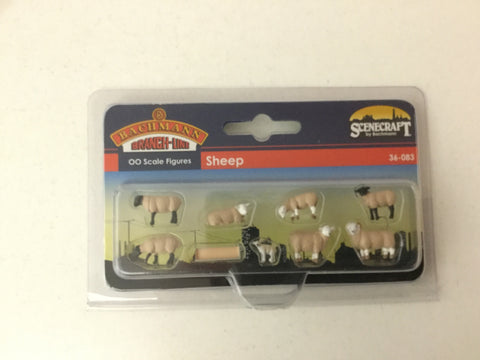 BACHMANN
BRANCH-LINE
OO Scale Figures
Sheep
SCENECRAFT
by Bachmann
36-083